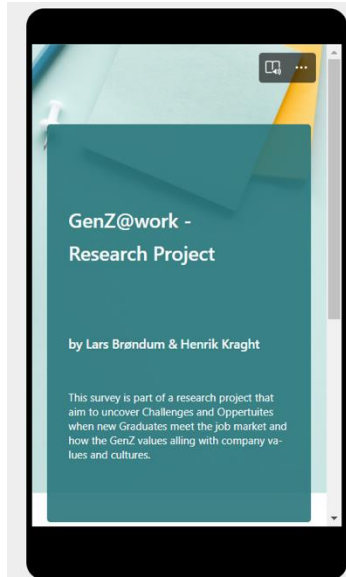 GenZ@work -
Research Project
by Lars Brøndum & Henrik Kraght
This survey is part of a research project that
aim to uncover Challenges and Oppertuites
when new Graduates meet the job market and
how the GenZ values alling with company va-
lues and cultures.